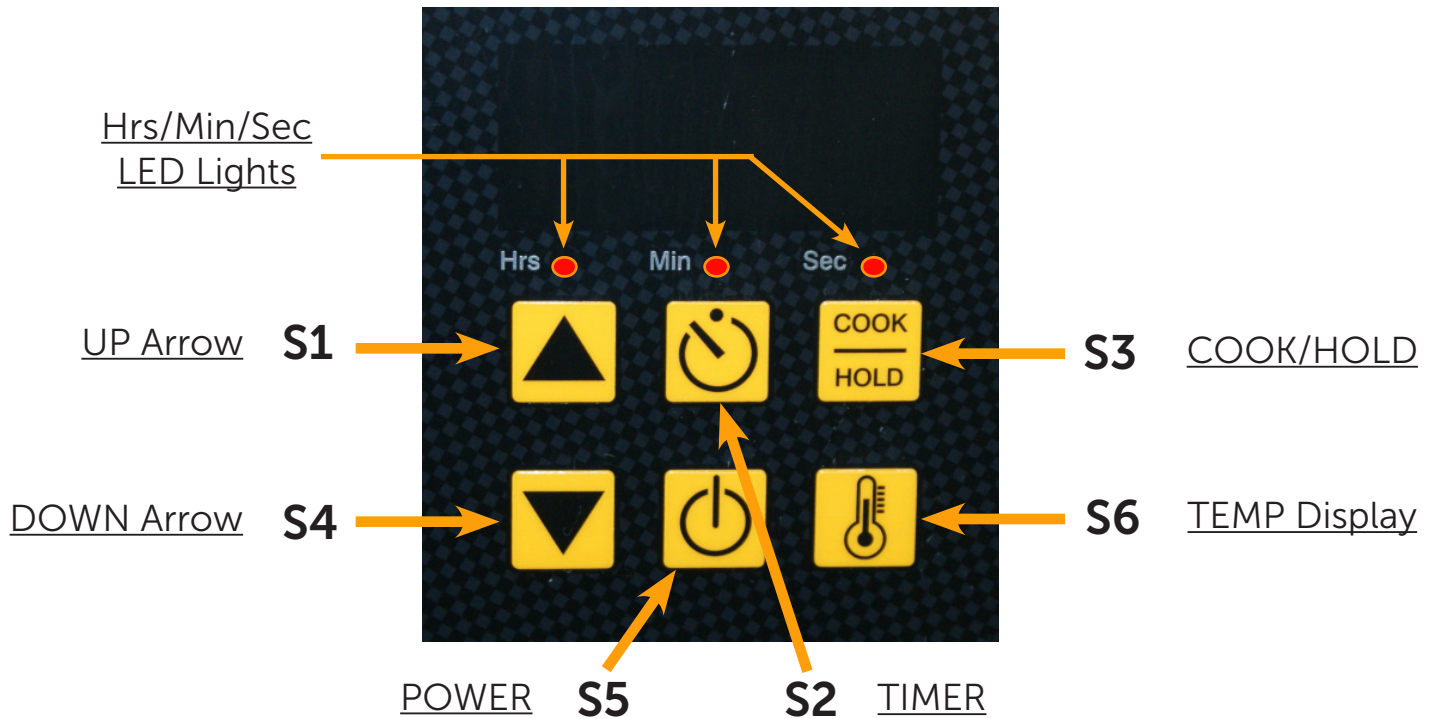 Hrs/Min/Sec
LED Lights
Hrs
Min
Sec
UP Arrow S1
COOK
HOLD
S3 COOK/HOLD
DOWN Arrow S4
S6 TEMP Display
POWER S5
S2 TIMER